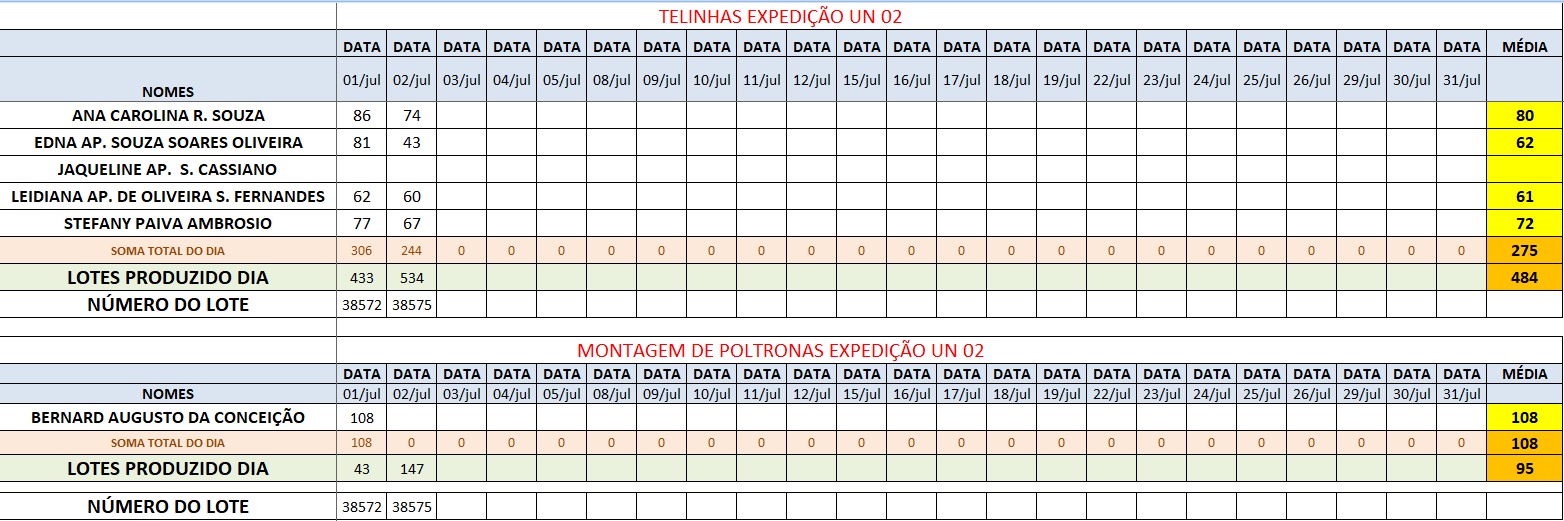 TELINHAS EXPEDIÇÃO UN 02
DATA DATA DATA DATA DATA DATA DATA DATA DATA DATA DATA DATA DATA DATA DATA DATA DATA DATA DATA DATA DATA DATA DATA MÉDIA
NOMES 01/jul 02/jul 03/jul 04/jul 05/jul 08/jul 09/jul 10/jul 11/jul 12/jul 15/jul 16/jul 17/jul 18/jul 19/jul 22/jul 23/jul 24/jul 25/jul 26/jul 29/jul 30/jul 31/jul
ANA CAROLINA R. SOUZA 86 74 80
EDNA AP. SOUZA SOARES OLIVEIRA 81 43 62
JAQUELINE AP. S. CASSIANO
LEIDIANA AP. DE OLIVEIRA S. FERNANDES 62 60 61
STEFANY PAIVA AMBROSIO 77 67 72
SOMA TOTAL DO DIA 306 244 0 0 0 0 0 0 0 0 0 0 0 0 0 0 0 0 0 0 0 0 0 275
LOTES PRODUZIDO DIA 433 534 484
NÚMERO DO LOTE 38572 38575
MONTAGEM DE POLTRONAS EXPEDIÇÃO UN 02
DATA DATA DATA DATA DATA DATA DATA DATA DATA DATA DATA DATA DATA DATA DATA DATA DATA DATA DATA DATA DATA DATA DATA MÉDIA
NOMES 01/jul 02/jul 03/jul 04/jul 05/jul 08/jul 09/jul 10/jul 11/jul 12/jul 15/jul 16/jul 17/jul 18/jul 19/jul 22/jul 23/jul 24/jul 25/jul 26/jul 29/jul 30/jul 31/jul
BERNARD AUGUSTO DA CONCEIÇÃO 108 108
SOMA TOTAL DO DIA 108 0 0 0 0 0 0 0 0 0 0 0 0 0 0 0 0 0 0 0 0 0 0 108
LOTES PRODUZIDO DIA 43 147 95
NÚMERO DO LOTE 38572 38575